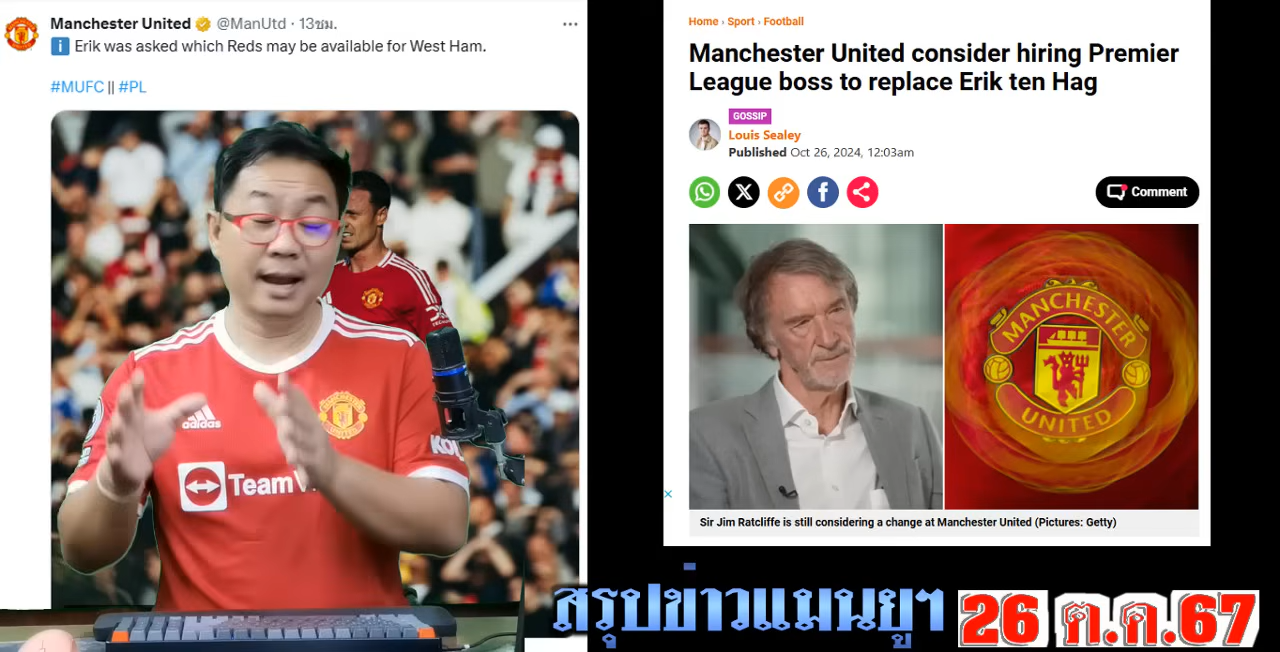 Manchester United @ManUtd · 13ชม.
Erik was asked which Reds may be available for West Ham.
#MUFC || #PL
adidas
TeamV
Home › Sport › Football
Manchester United consider hiring Premier
League boss to replace Erik ten Hag
GOSSIP
Louis Sealey
Published Oct 26, 2024, 12:03am
Comment
MANCHESTER
UNITED
Sir Jim Ratcliffe is still considering a change at Manchester United (Pictures: Getty)
สรุปข่าวแมนยูฯ 26 ต.ค.67